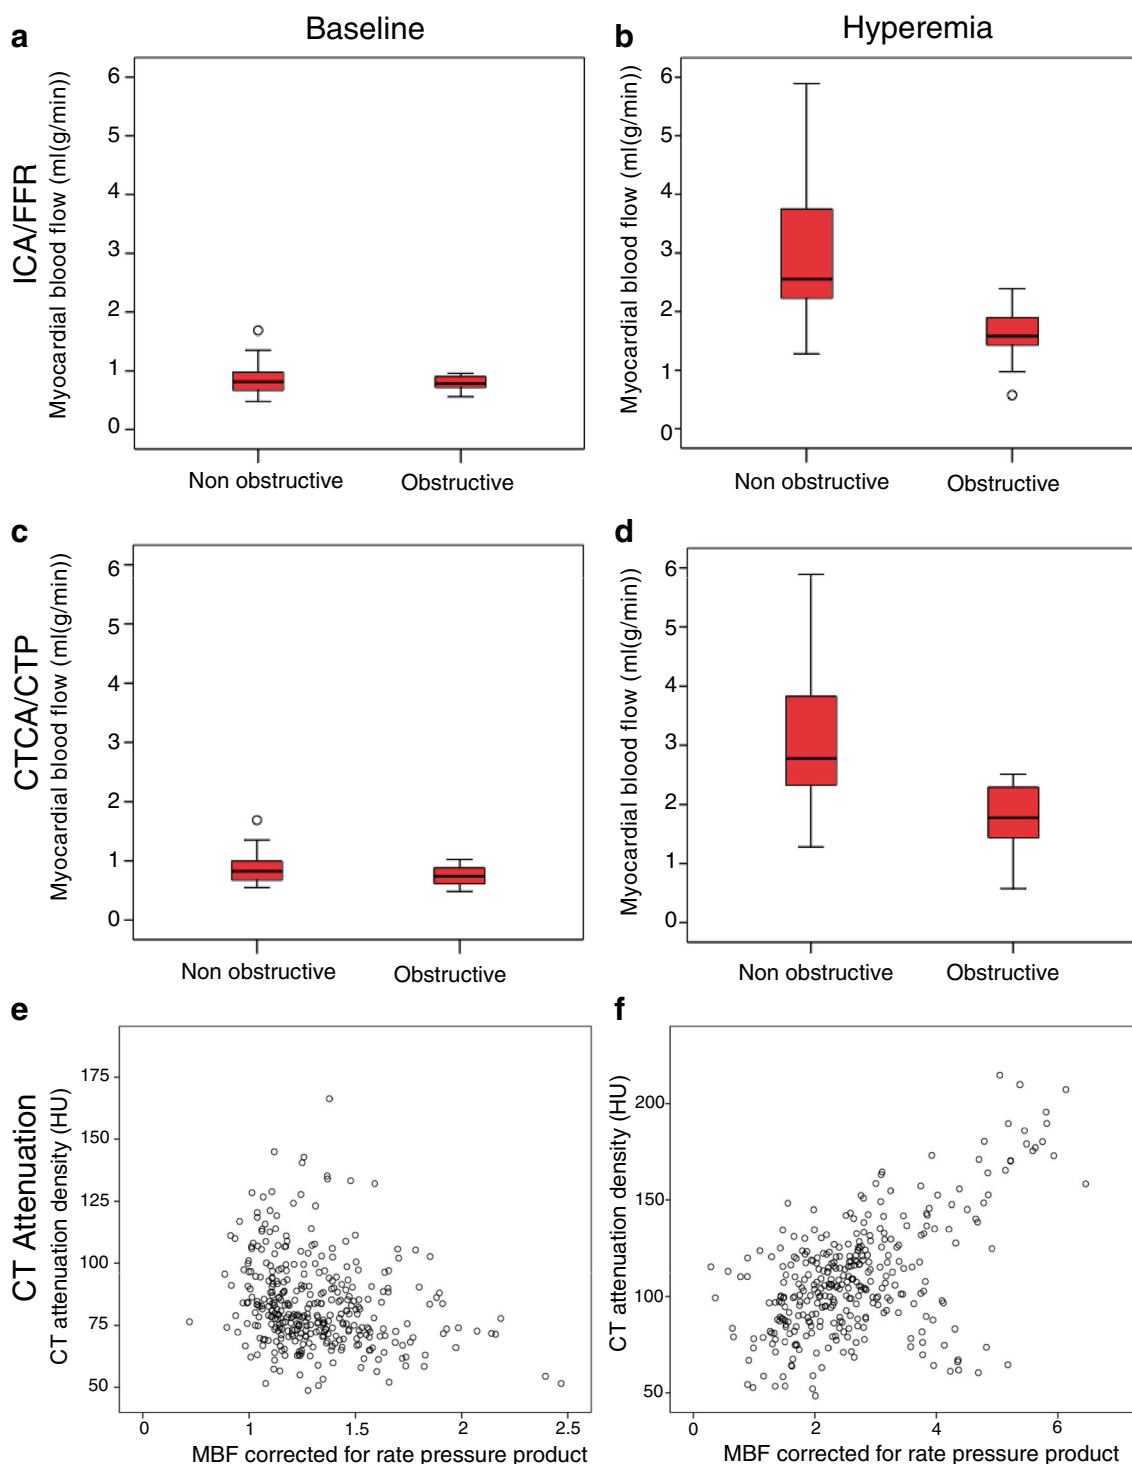 Baseline
Hyperemia
a
ICA/FFR
Myocardial blood flow (ml(g/min))
6
5
4
3
2
1
0
Non obstructive
Obstructive
b
Myocardial blood flow (ml(g/min))
6
5
4
3
2
1
0
Non obstructive
Obstructive
c
CTCA/CTP
Myocardial blood flow (ml(g/min))
6
5
4
3
2
1
0
Non obstructive
Obstructive
d
Myocardial blood flow (ml(g/min))
6
5
4
3
2
1
0
Non obstructive
Obstructive
e
CT Attenuation
CT attenuation density (HU)
175
150
125
100
75
50
0
1
1.5
2
2.5
MBF corrected for rate pressure product
f
CT attenuation density (HU)
200
150
100
50
0
2
4
6
MBF corrected for rate pressure product